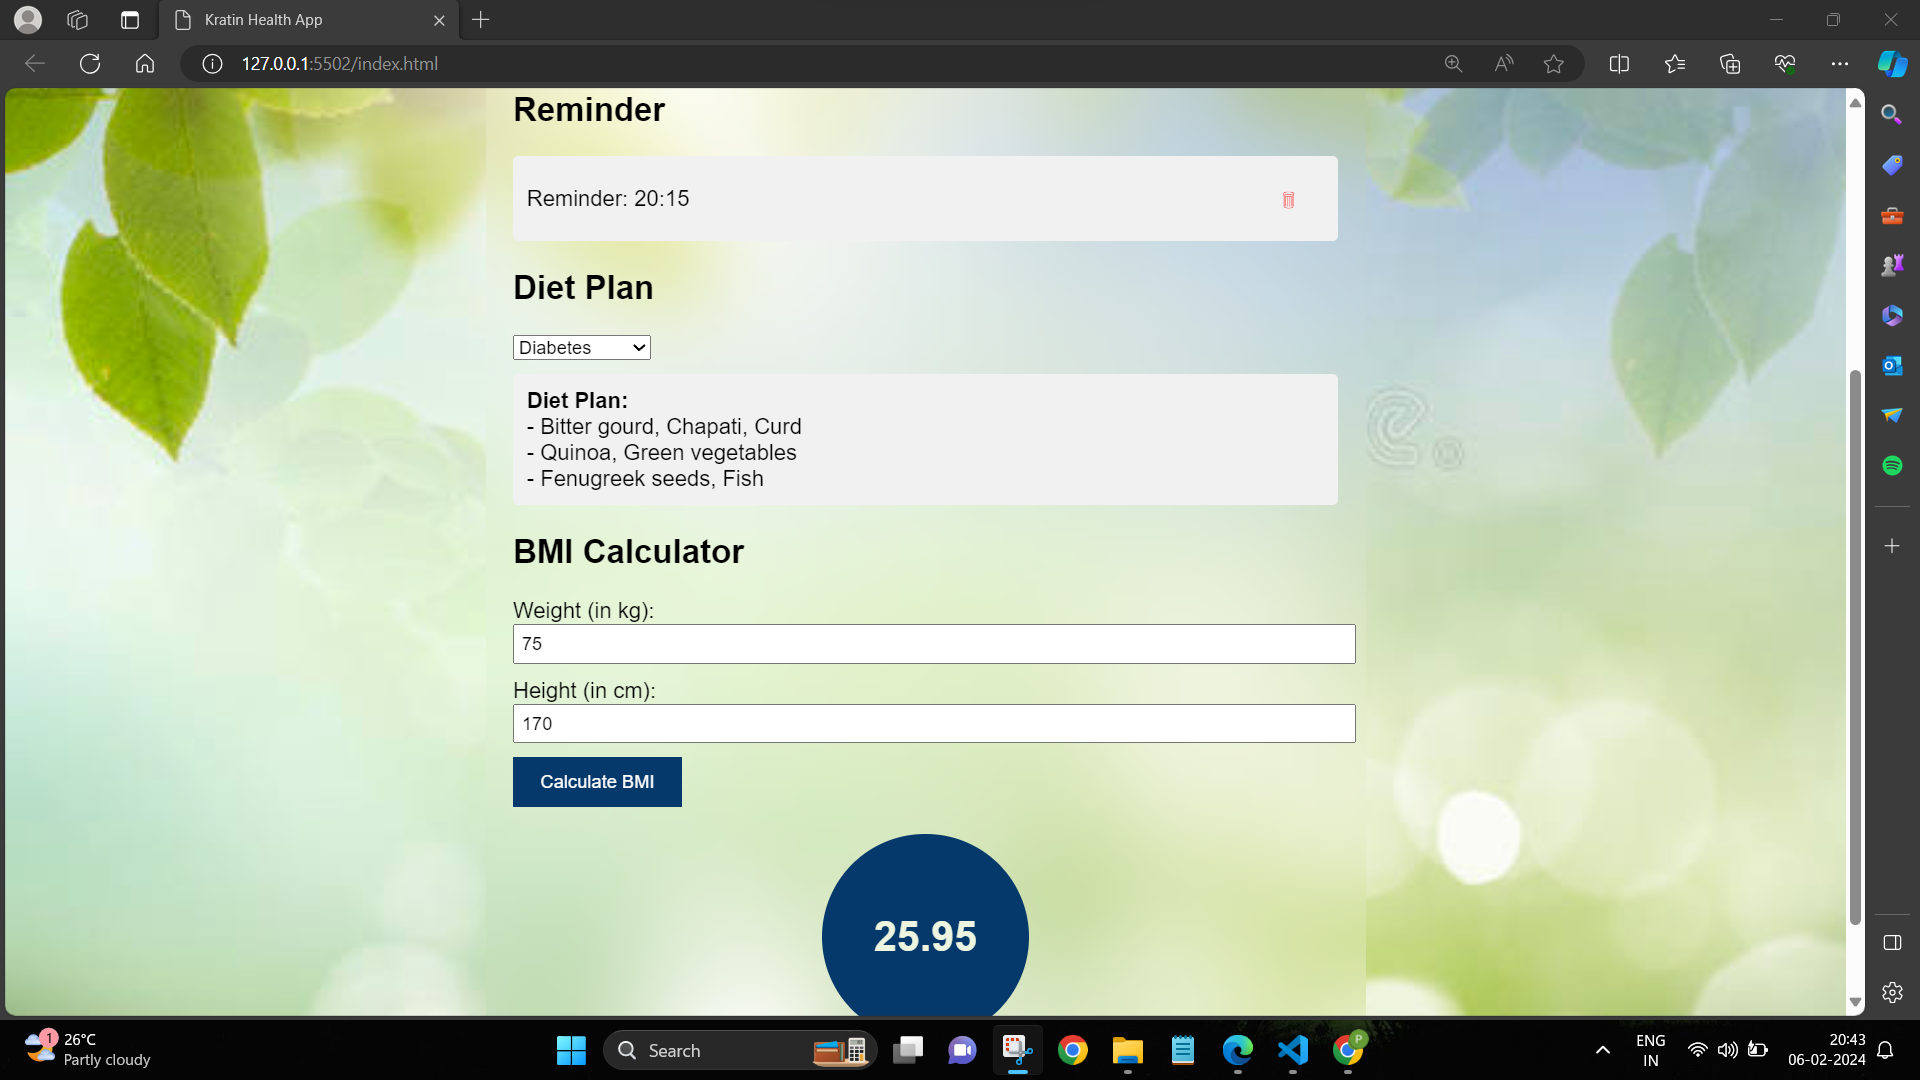 Kratin Health App
127.0.0.1:5502/index.html
Reminder
Reminder: 20:15
Diet Plan
Diabetes
Diet Plan:
- Bitter gourd, Chapati, Curd
- Quinoa, Green vegetables
- Fenugreek seeds, Fish
BMI Calculator
Weight (in kg):
75
Height (in cm):
170
Calculate BMI
25.95
1
26°C
Partly cloudy
Search
P
ENG
IN
20:43
06-02-2024